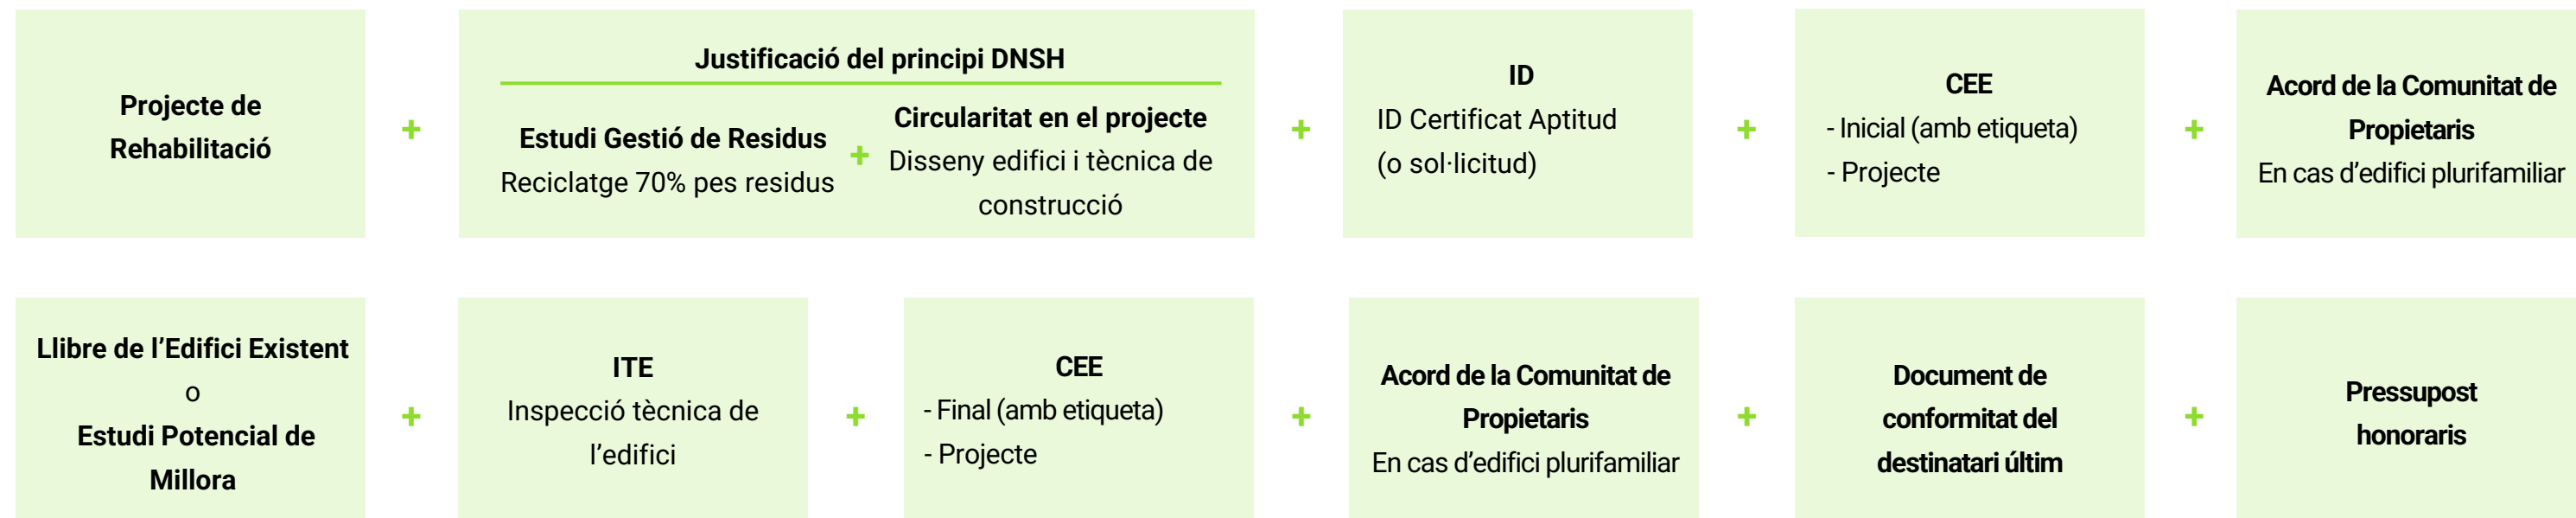 Projecte de
Rehabilitació
+
Justificació del principi DNSH
Estudi Gestió de Residus
Reciclatge 70% pes residus
+
Circularitat en el projecte
Disseny edifici i tècnica de
construcció
+
ID
ID Certificat Aptitud
(o sol·licitud)
+
CEE
- Inicial (amb etiqueta)
- Projecte
+
Acord de la Comunitat de
Propietaris
En cas d’edifici plurifamiliar
Llibre de l’Edifici Existent
o
Estudi Potencial de
Millora
+
ITE
Inspecció tècnica de
l’edifici
+
CEE
- Final (amb etiqueta)
- Projecte
+
Acord de la Comunitat de
Propietaris
En cas d’edifici plurifamiliar
+
Document de
conformitat del
destinatari últim
+
Pressupost
honoraris